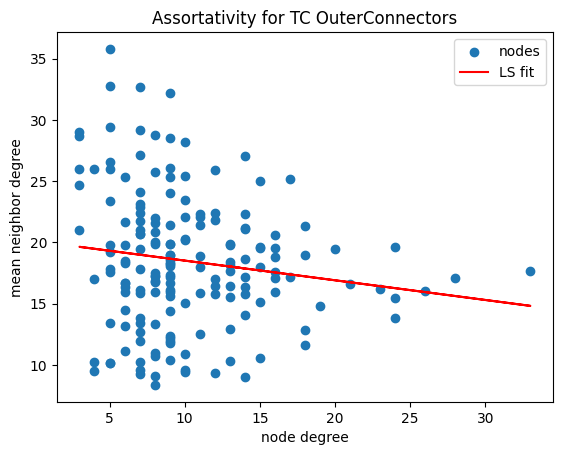 Assortativity for TC OuterConnectors
nodes
LS fit
mean neighbor degree
35
30
25
20
15
10
5
10
15
20
25
30
node degree